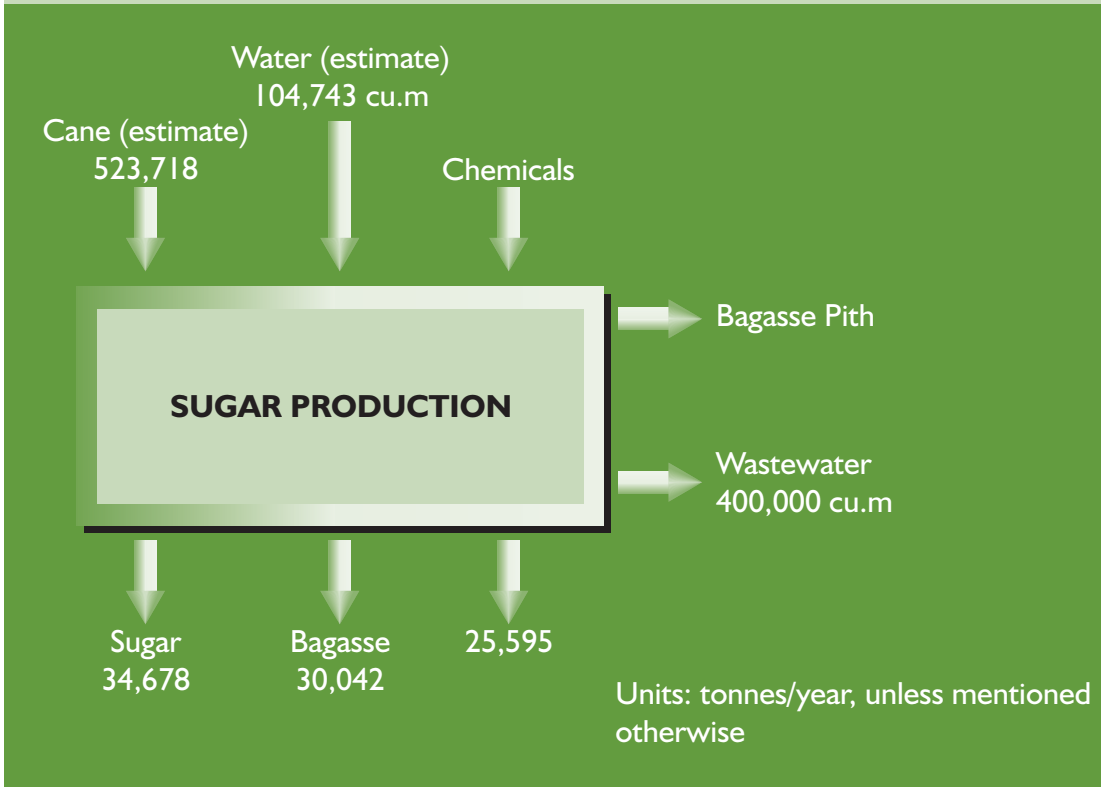 Water (estimate)
104,743 cu.m
Cane (estimate)
523,718
Chemicals
Bagasse Pith
SUGAR PRODUCTION
Wastewater
400,000 cu.m
Sugar
34,678
Bagasse
30,042
25,595
Units: tonnes/year, unless mentioned
otherwise